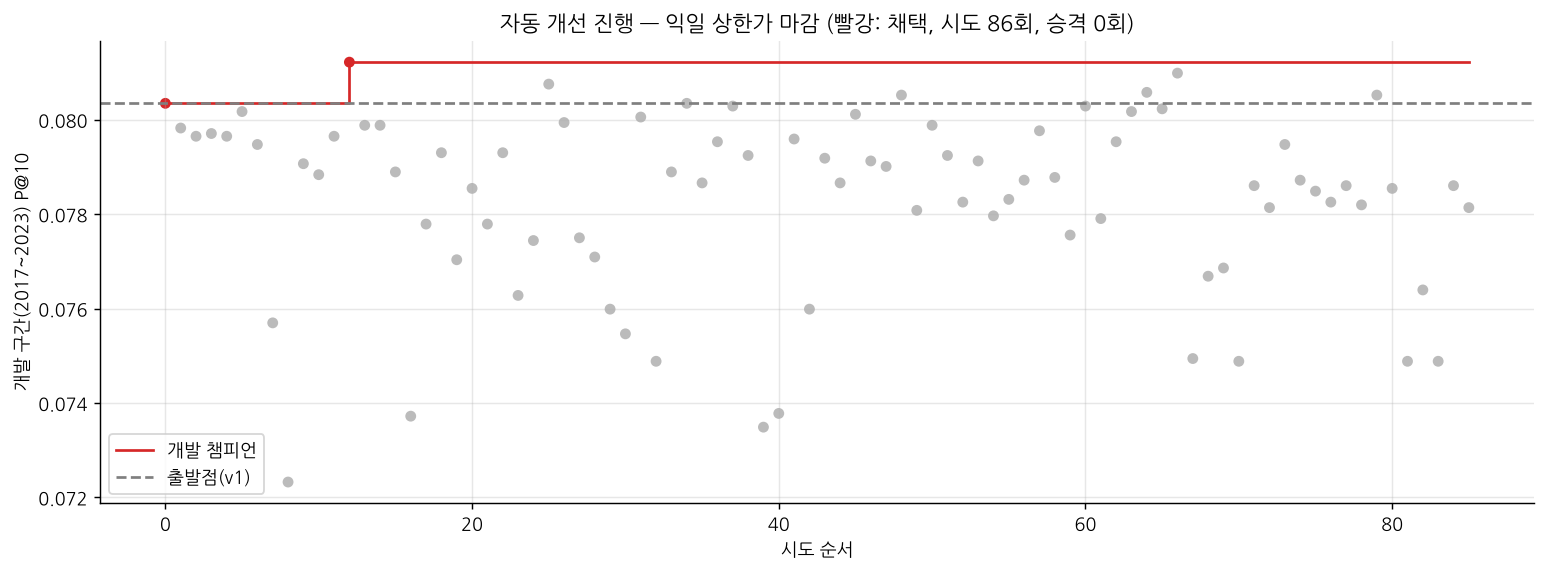 자동 개선 진행 — 익일 상한가 마감 (빨강: 채택, 시도 86회, 승격 0회)
개발 구간(2017~2023) P@10
0.080
0.078
0.076
0.074
0.072
개발 챔피언
출발점(v1)
0 20 40 60 80
시도 순서